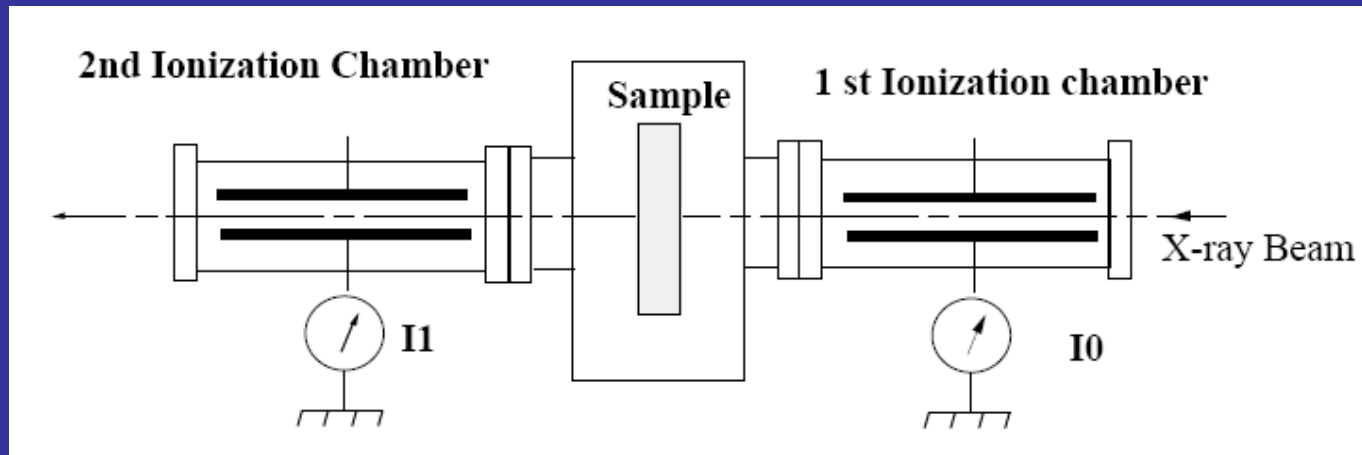 2nd Ionization Chamber
Sample
1 st Ionization chamber
X-ray Beam
I1
I0